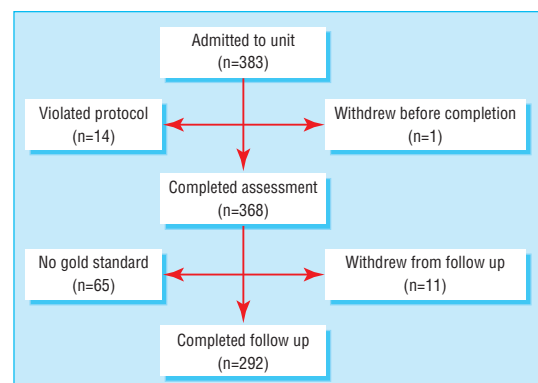 Admitted to unit
(n=383)
Violated protocol
(n=14)
Withdrew before completion
(n=1)
Completed assessment
(n=368)
No gold standard
(n=65)
Withdrew from follow up
(n=11)
Completed follow up
(n=292)